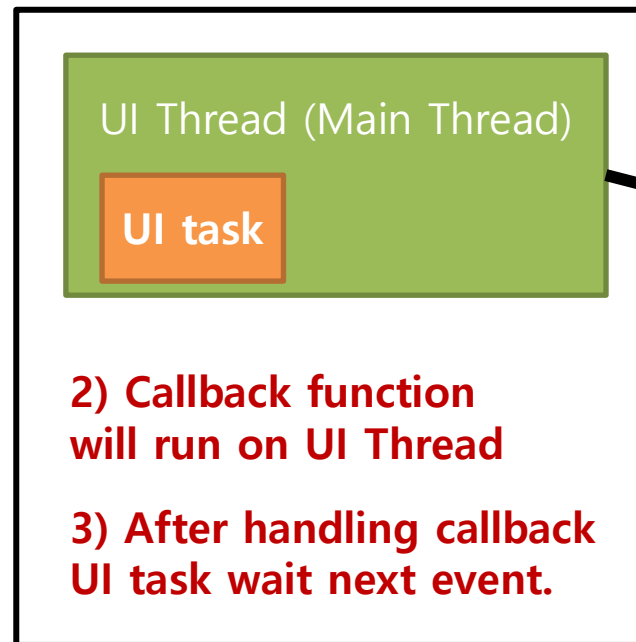 UI Thread (Main Thread)
UI task
2) Callback function
will run on UI Thread
3) After handling callback
UI task wait next event.